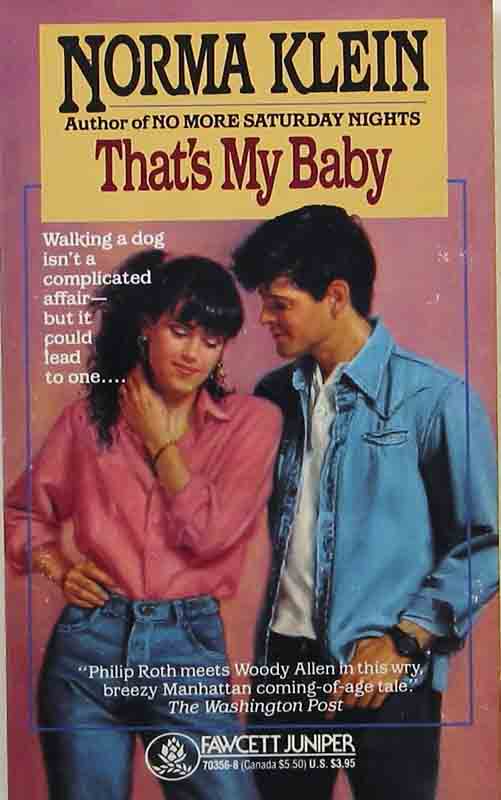 NORMA KLEIN
Author of NO MORE SATURDAY NIGHTS
That's My Baby
Walking a dog
isn't a
complicated
affair—
but it
could
lead
to one....
"Philip Roth meets Woody Allen in this wry,
breezy Manhattan coming-of-age tale."
The Washington Post
FAWCETT JUNIPER
70356-8 (Canada $5.50) U.S. $3.95